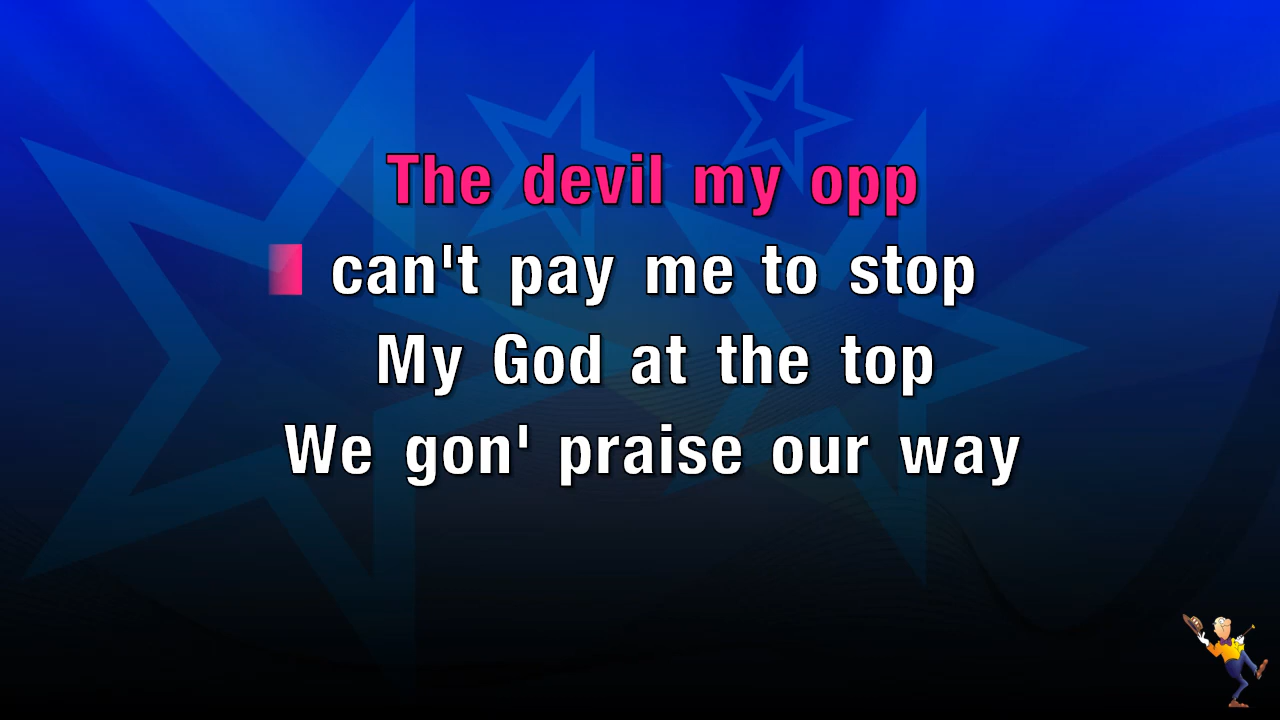 The devil my opp
can't pay me to stop
My God at the top
We gon' praise our way